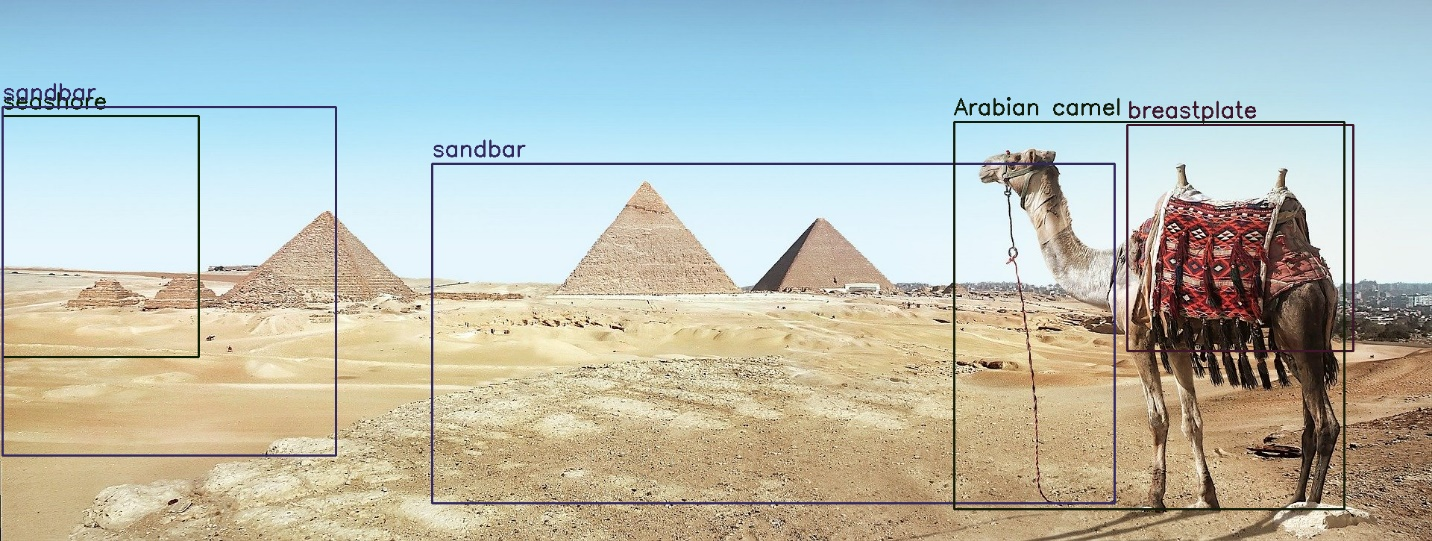 sandbar
seashore
sandbar
Arabian camel
breastplate